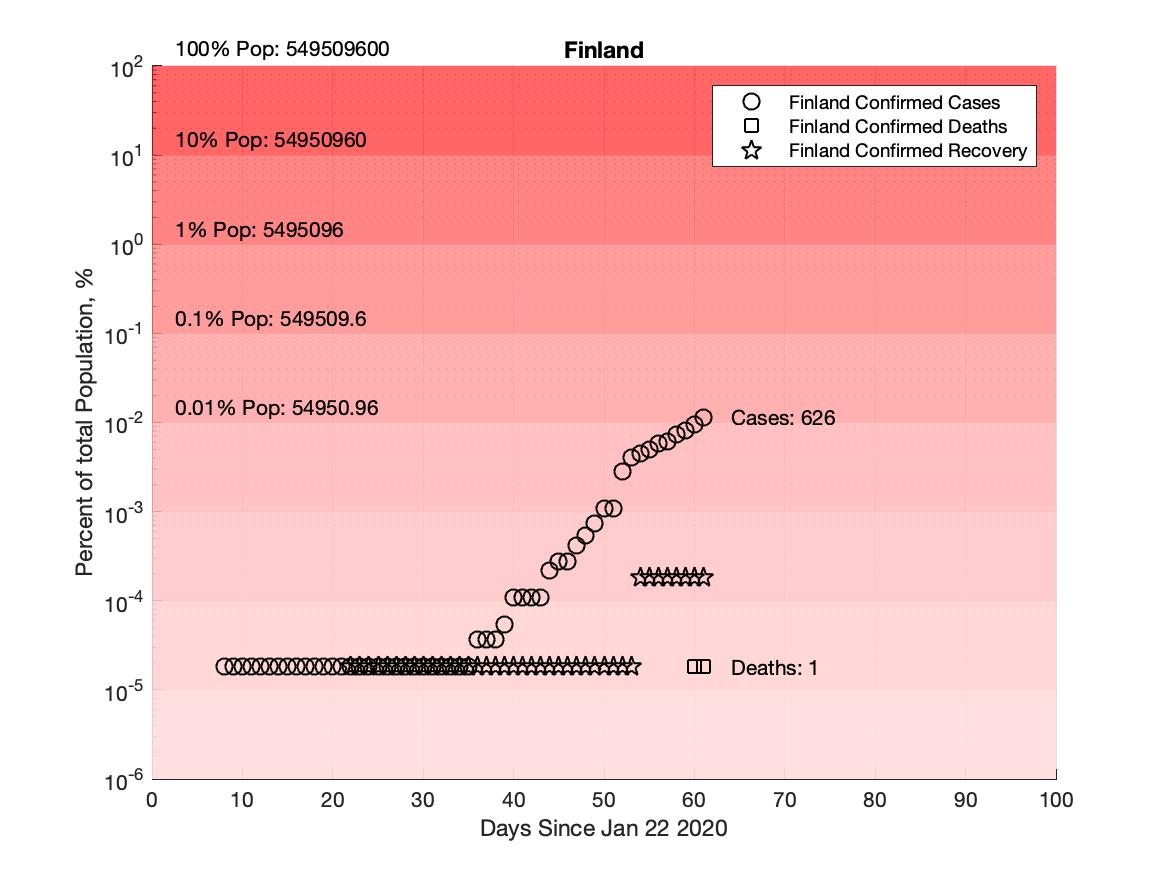 100% Pop: 549509600
Finland
10% Pop: 54950960
1% Pop: 5495096
0.1% Pop: 549509.6
0.01% Pop: 54950.96
Finland Confirmed Cases
Finland Confirmed Deaths
Finland Confirmed Recovery
Cases: 626
Deaths: 1
Percent of total Population, %
10^2
10^1
10^0
10^-1
10^-2
10^-3
10^-4
10^-5
10^-6
0 10 20 30 40 50 60 70 80 90 100
Days Since Jan 22 2020